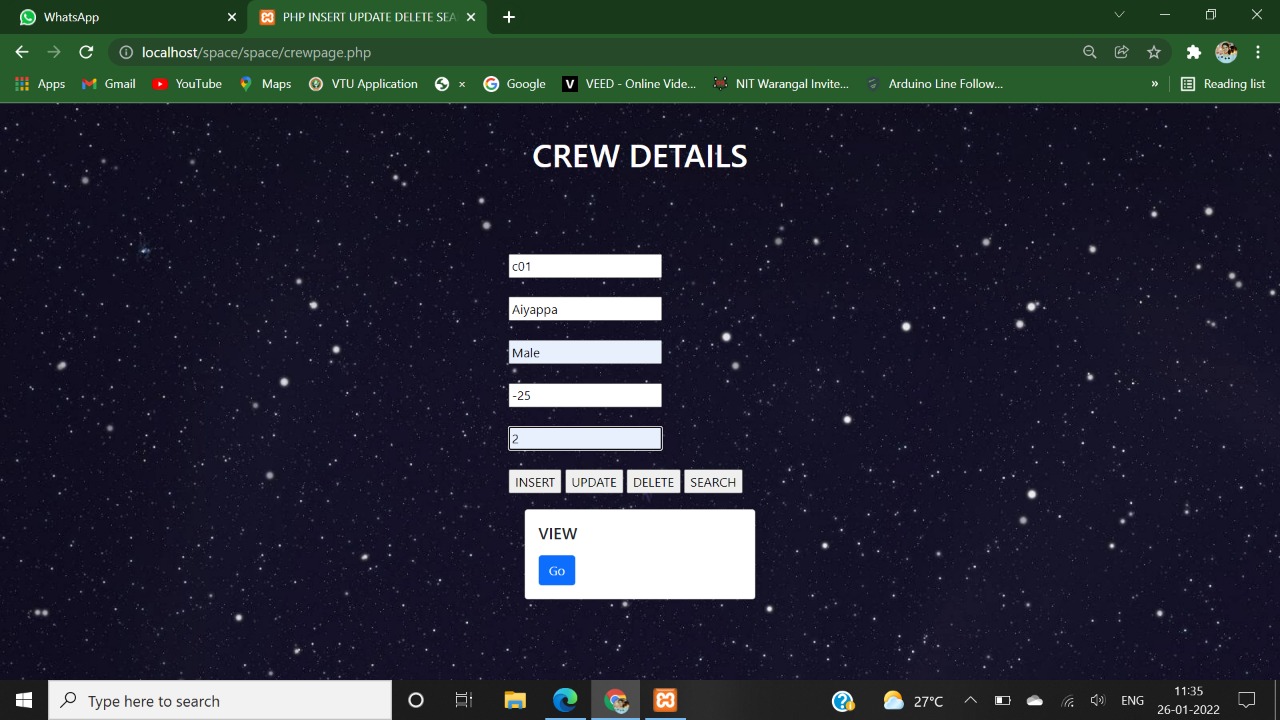 WhatsApp
PHP INSERT UPDATE DELETE SEA
localhost/space/space/crewpage.php
Apps Gmail YouTube Maps VTU Application Google VEED - Online Vide... NIT Warangal Invite... Arduino Line Follow... » Reading list
CREW DETAILS
c01
Aiyappa
Male
-25
2
INSERT UPDATE DELETE SEARCH
VIEW
Go
Type here to search
27°C ENG 11:35
26-01-2022